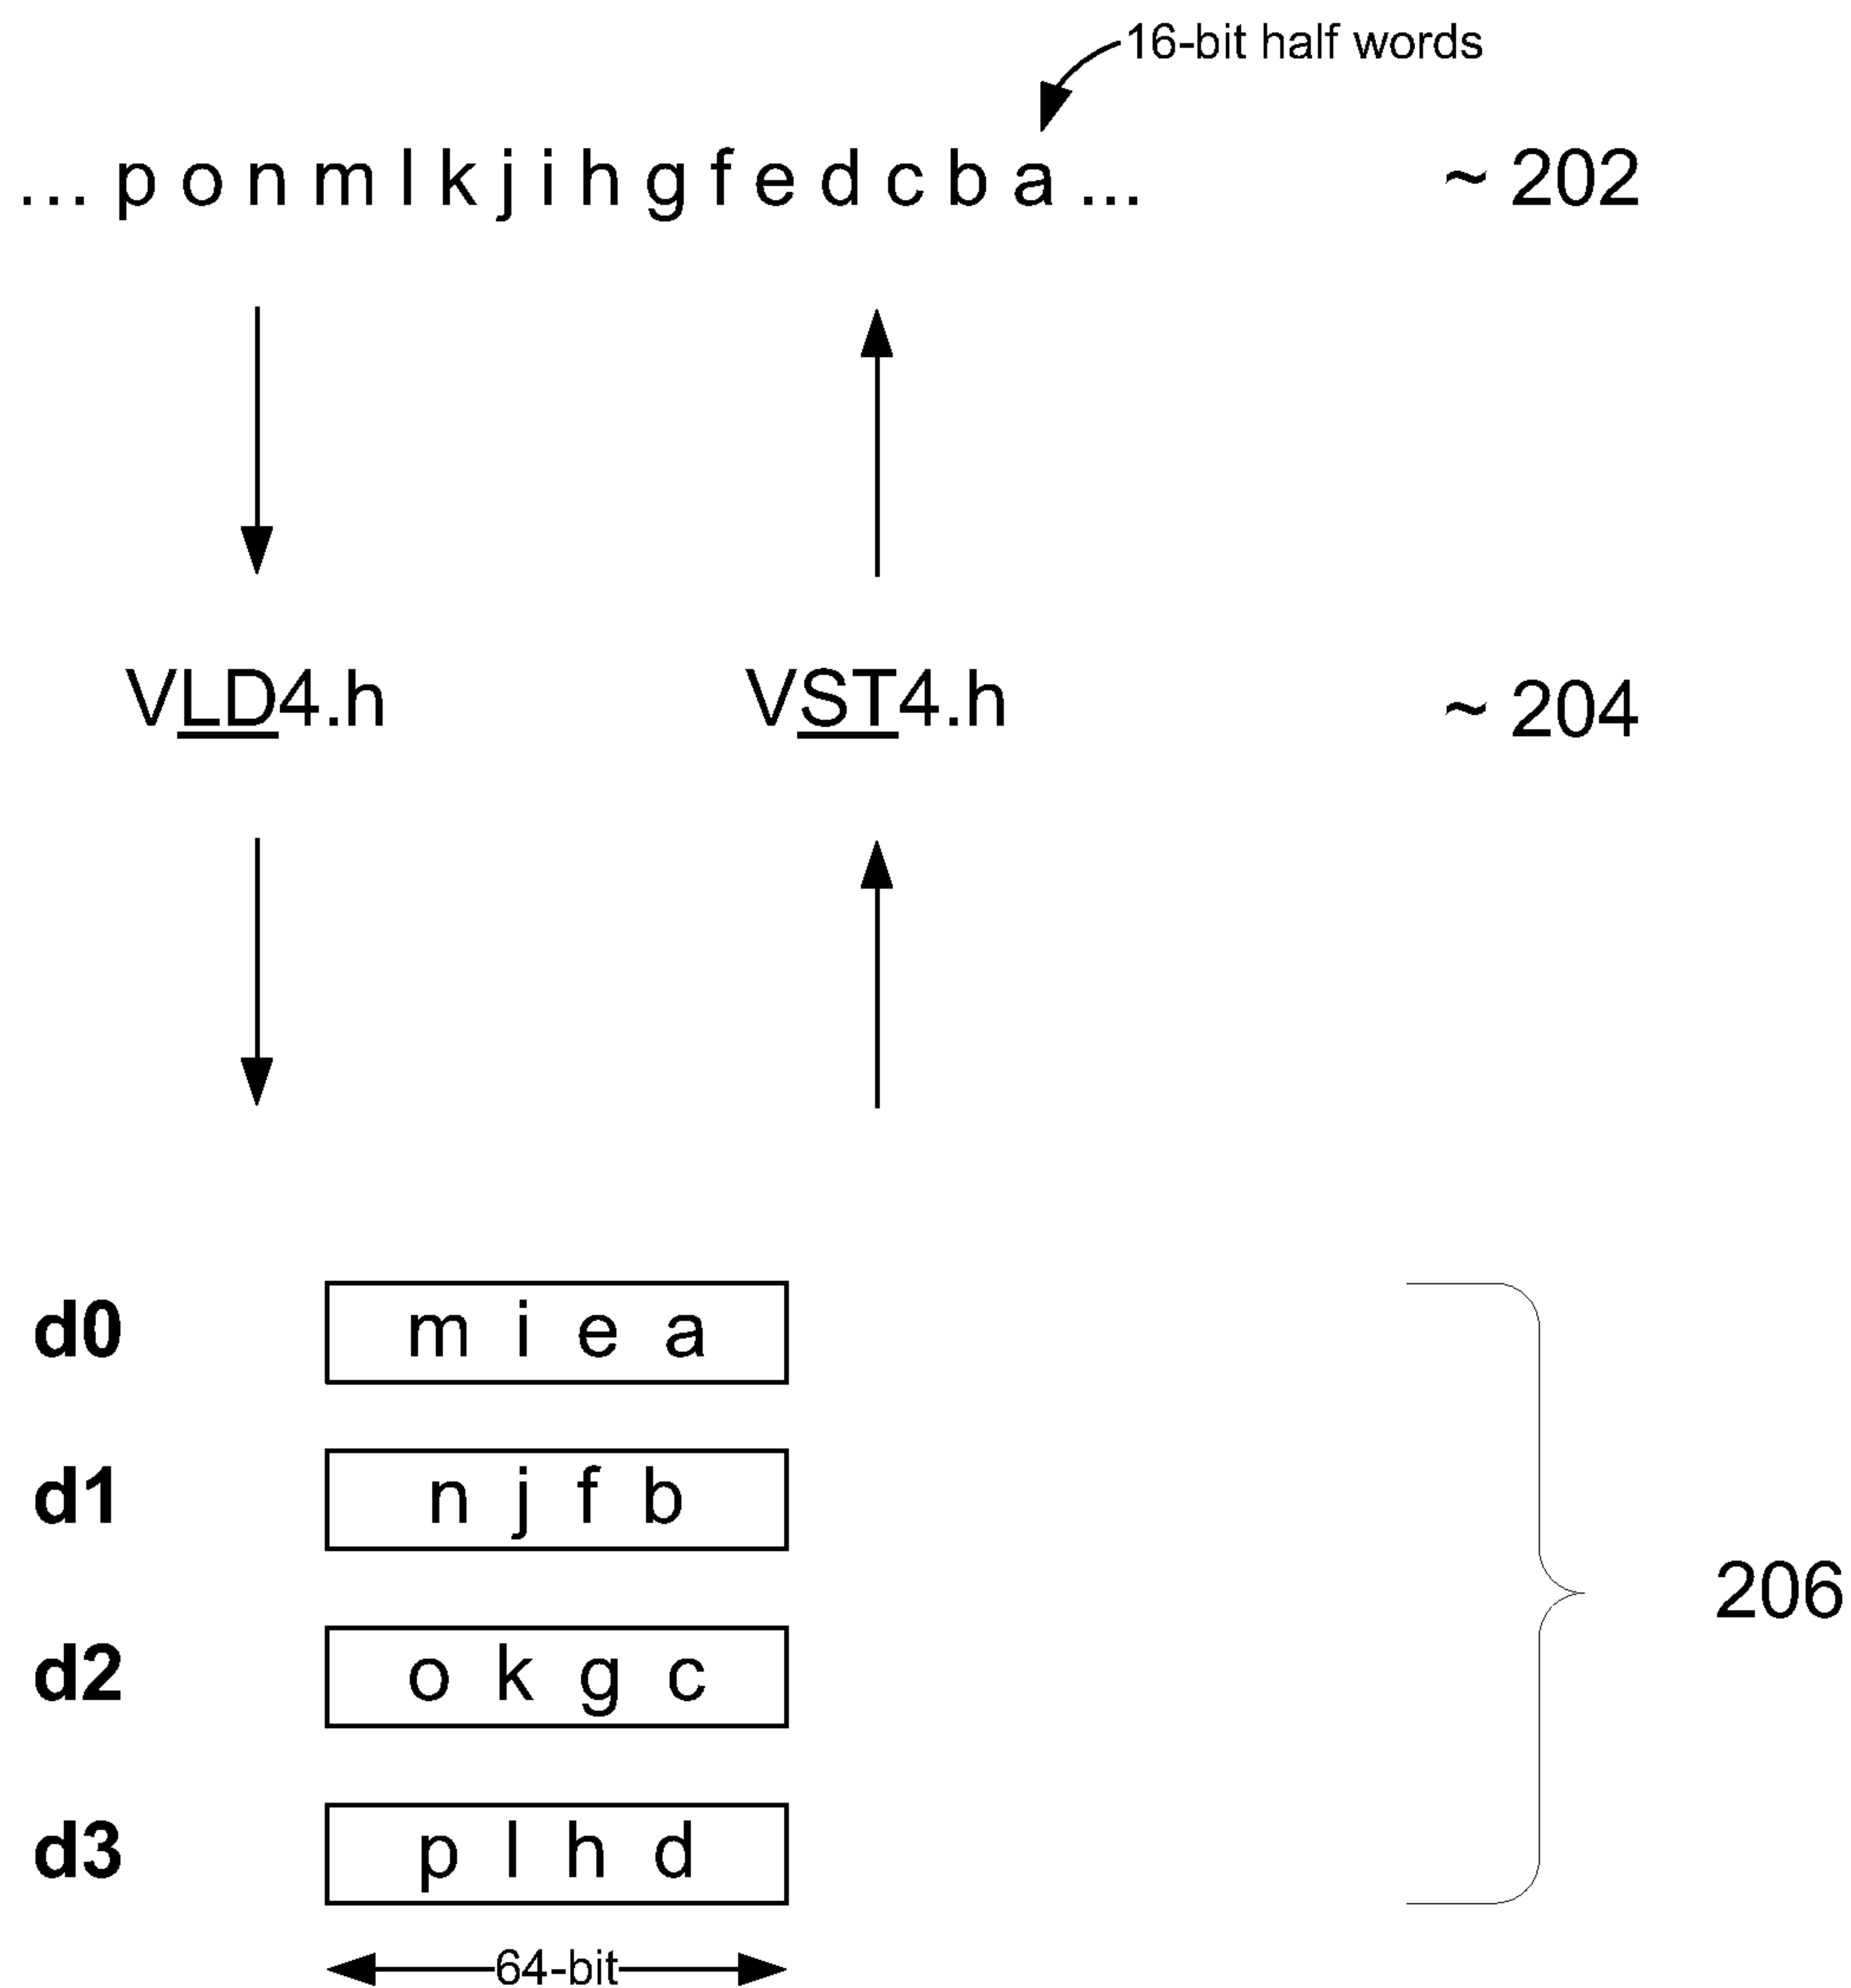 16-bit half words
... p o n m l k j i h g f e d c b a ... ~ 202
VLD4.h VST4.h ~ 204
d0 m i e a
d1 n j f b
206
d2 o k g c
d3 p l h d
64-bit